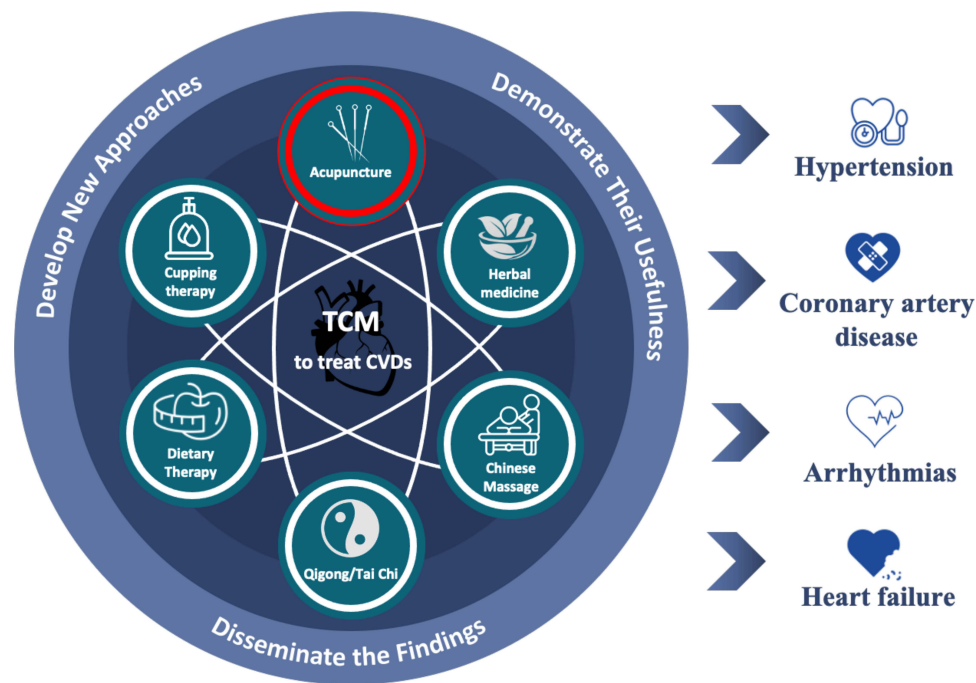 Develop New Approaches
Demonstrate Their Usefulness
Disseminate the Findings
Acupuncture
Cupping
therapy
Herbal
medicine
TCM
to treat CVDs
Dietary
Therapy
Chinese
Massage
Qigong/Tai Chi
Hypertension
Coronary artery
disease
Arrhythmias
Heart failure